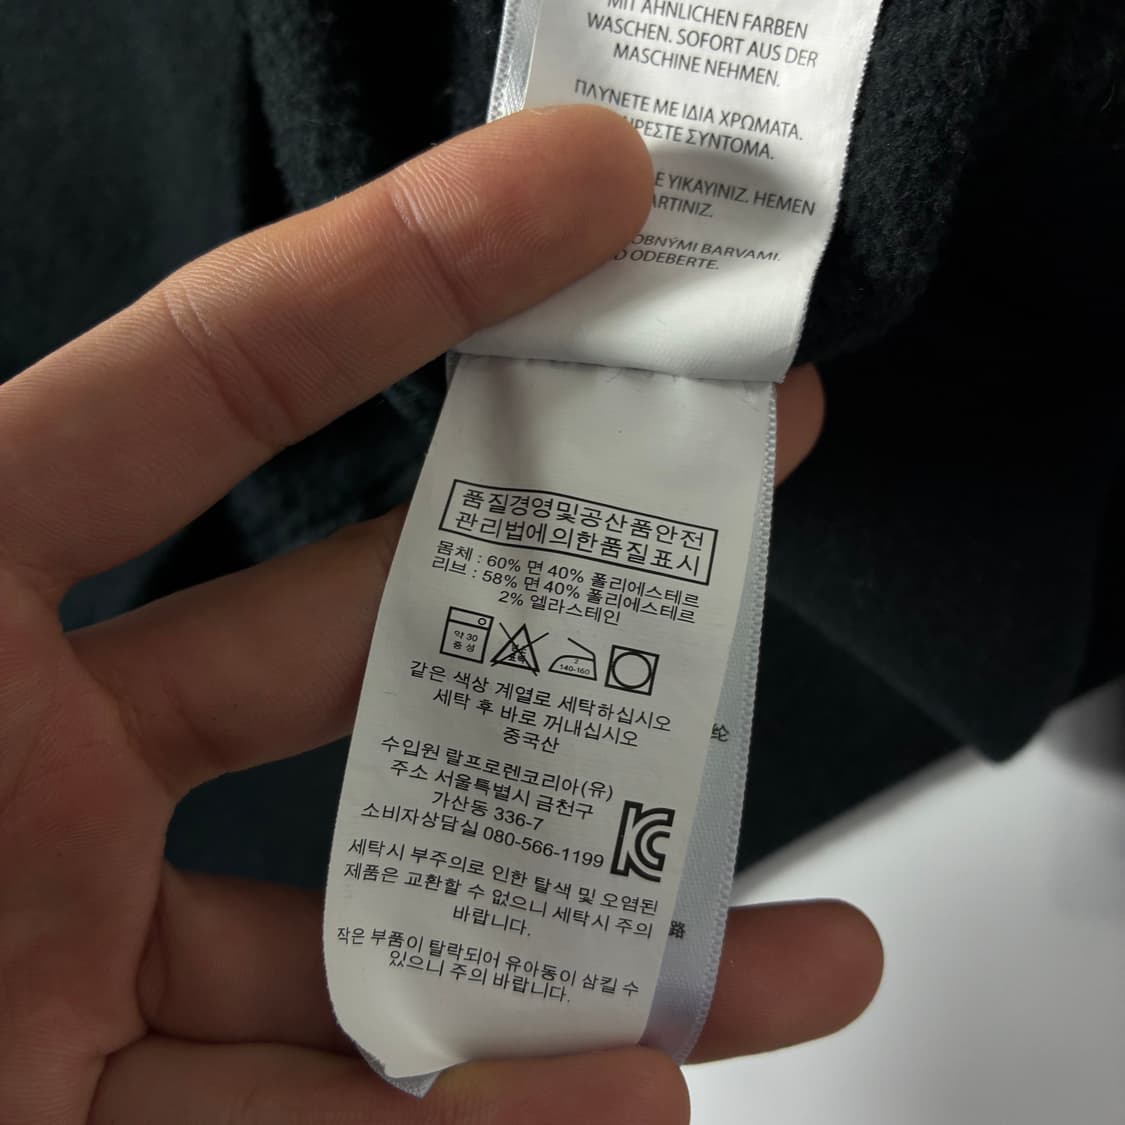 MIT ÄHNLICHEN FARBEN
WASCHEN. SOFORT AUS DER
MASCHINE NEHMEN.
ΠΛΥΝΕΤΕ ΜΕ ΙΔΙΑ ΧΡΩΜΑΤΑ.
ΣΥΝΤΟΜΑ.
YIKAYINIZ. HEMEN
BARVAMI.
ODEBERTE.
품질경영및공산품안전
관리법에의한품질표시
몸체 : 60% 면 40% 폴리에스테르
리브 : 58% 면 40% 폴리에스테르
2% 엘라스테인
약 30
중성
2
140-160
같은 색상 계열로 세탁하십시오
세탁 후 바로 꺼내십시오
중국산
수입원 랄프로렌코리아(유)
주소 서울특별시 금천구
가산동 336-7
소비자상담실 080-566-1199
세탁시 부주의로 인한 탈색 및 오염된
제품은 교환할 수 없으니 세탁시 주의
바랍니다.
작은 부품이 탈락되어 유아동이 삼킬 수
있으니 주의 바랍니다.
纶
路